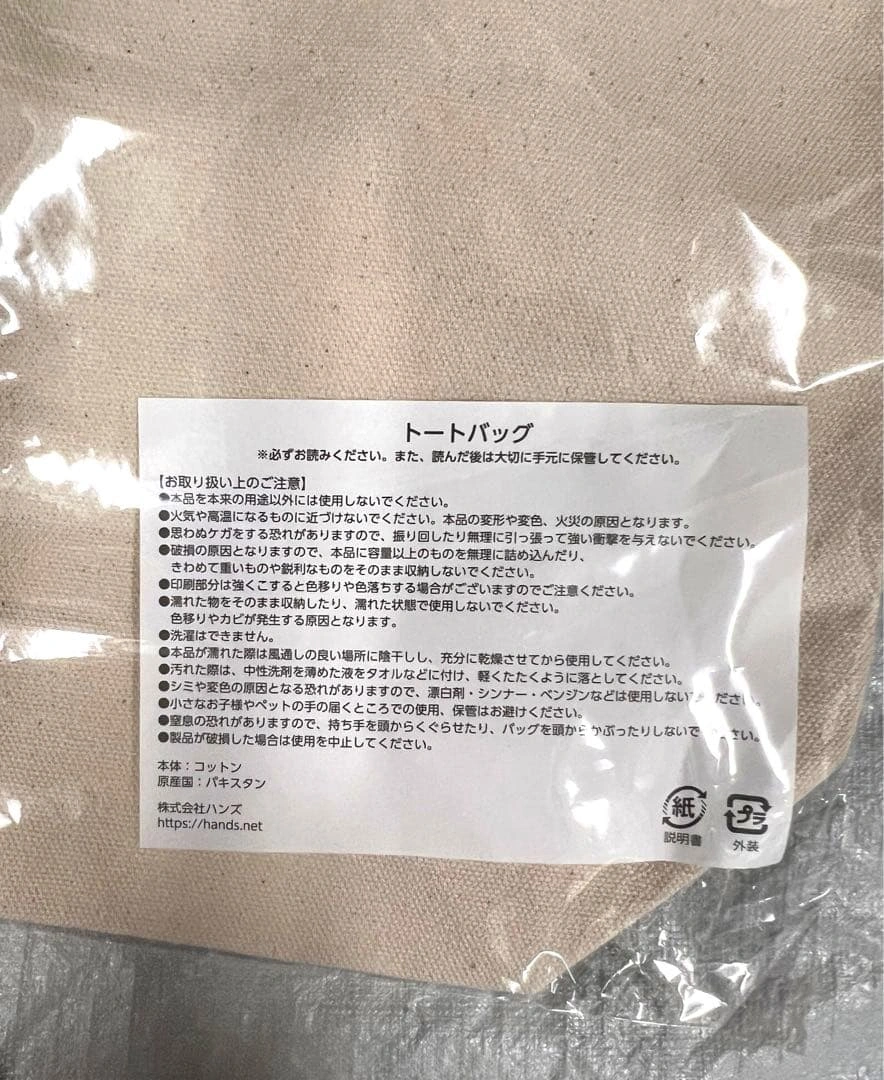 トートバッグ
※必ずお読みください。また、読んだ後は大切に手元に保管してください。
【お取り扱い上のご注意】
●本品を本来の用途以外には使用しないでください。
●火気や高温になるものに近づけないでください。本品の変形や変色、火災の原因となります。
●思わぬケガをする恐れがありますので、振り回したり無理に引っ張って強い衝撃を与えないでください。
●破損の原因となりますので、本品に容量以上のものを無理に詰め込んだり、
きわめて重いものや鋭利なものをそのまま収納しないでください。
●印刷部分は強くこすると色移りや色落ちする場合がございますのでご注意ください。
●濡れた物をそのまま収納したり、濡れた状態で使用しないでください。
色移りやカビが発生する原因となります。
●洗濯はできません。
●本品が濡れた際は風通しの良い場所に陰干しし、充分に乾燥させてから使用してください。
●汚れた際は、中性洗剤を薄めた液をタオルなどに付け、軽くたたくように落としてください。
●シミや変色の原因となる恐れがありますので、漂白剤・シンナー・ベンジンなどは使用しないでください。
●小さなお子様やペットの手の届くところでの使用、保管はお避けください。
●窒息の恐れがありますので、持ち手を頭からくぐらせたり、バッグを頭からかぶったりしないでください。
●製品が破損した場合は使用を中止してください。
本体：コットン
原産国：パキスタン
株式会社ハンズ
https://hands.net
紙 プラ
説明書 外装